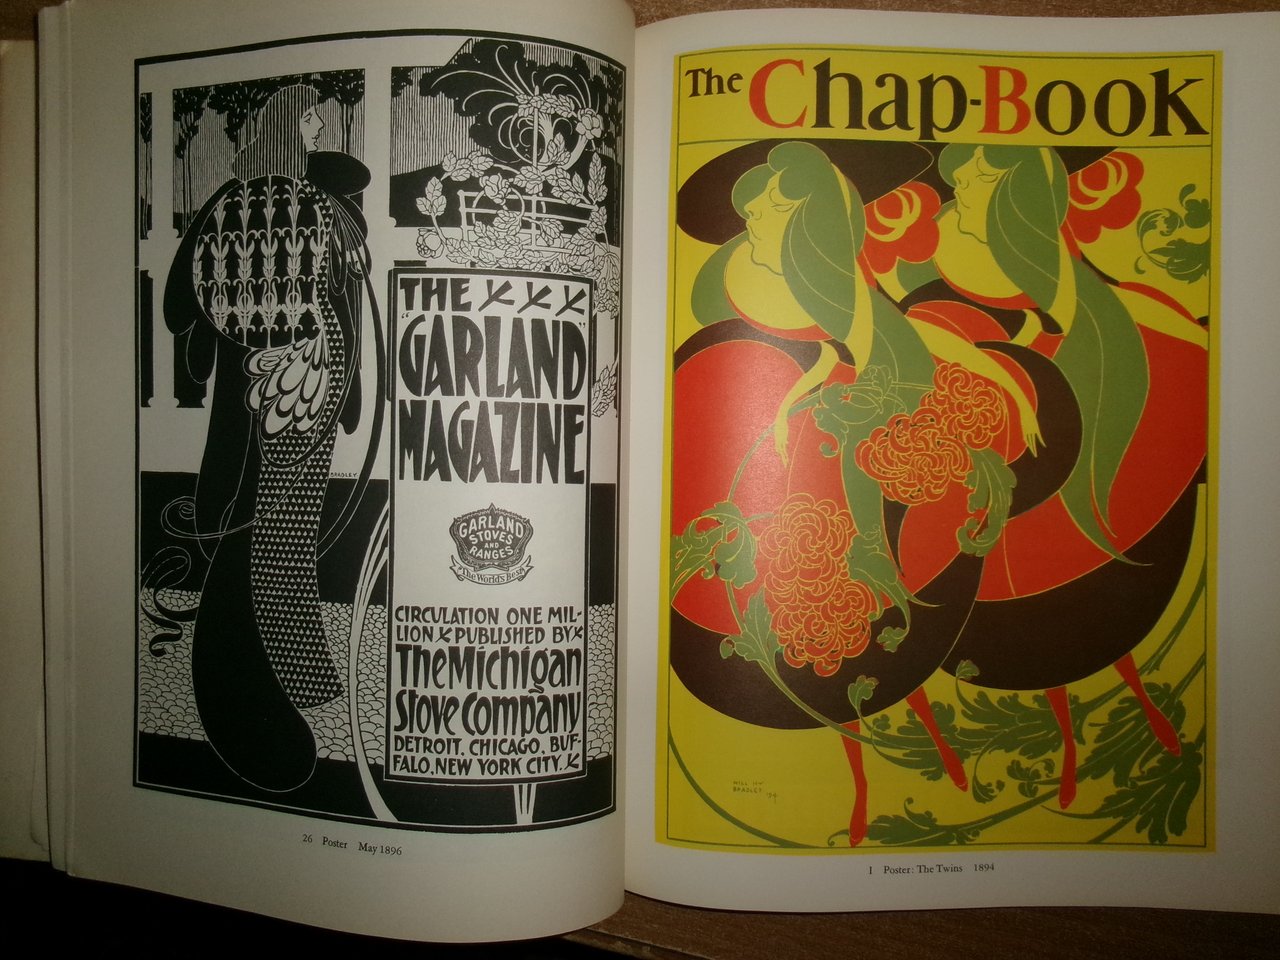 THE
"GARLAND"
MAGAZINE
BRADLEY
GARLAND
STOVES
AND
RANGES
The World's Best
CIRCULATION ONE MIL-
LION PUBLISHED BY
The Michigan
Stove Company
DETROIT. CHICAGO. BUF-
FALO. NEW YORK CITY.
26 Poster May 1896
The Chap-Book
WILL HY
BRADLEY '94
I Poster: The Twins 1894